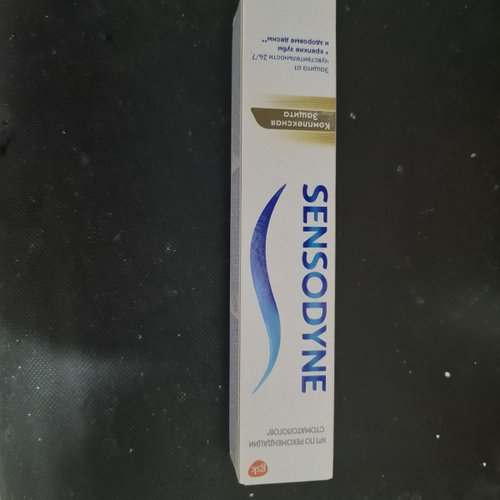 gsk
№1 ПО РЕКОМЕНДАЦИИ
СТОМАТОЛОГОВ*
SENSODYNE
Комплексная
Защита
Защита от
чувствительности 24/7
+ крепкие зубы
и здоровые десны**